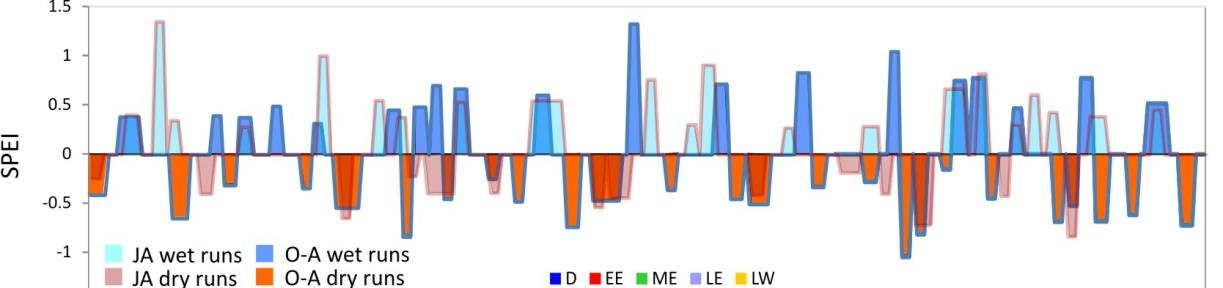 1.5
1
0.5
0
-0.5
-1
SPEI
JA wet runs O-A wet runs
JA dry runs O-A dry runs
D EE ME LE LW